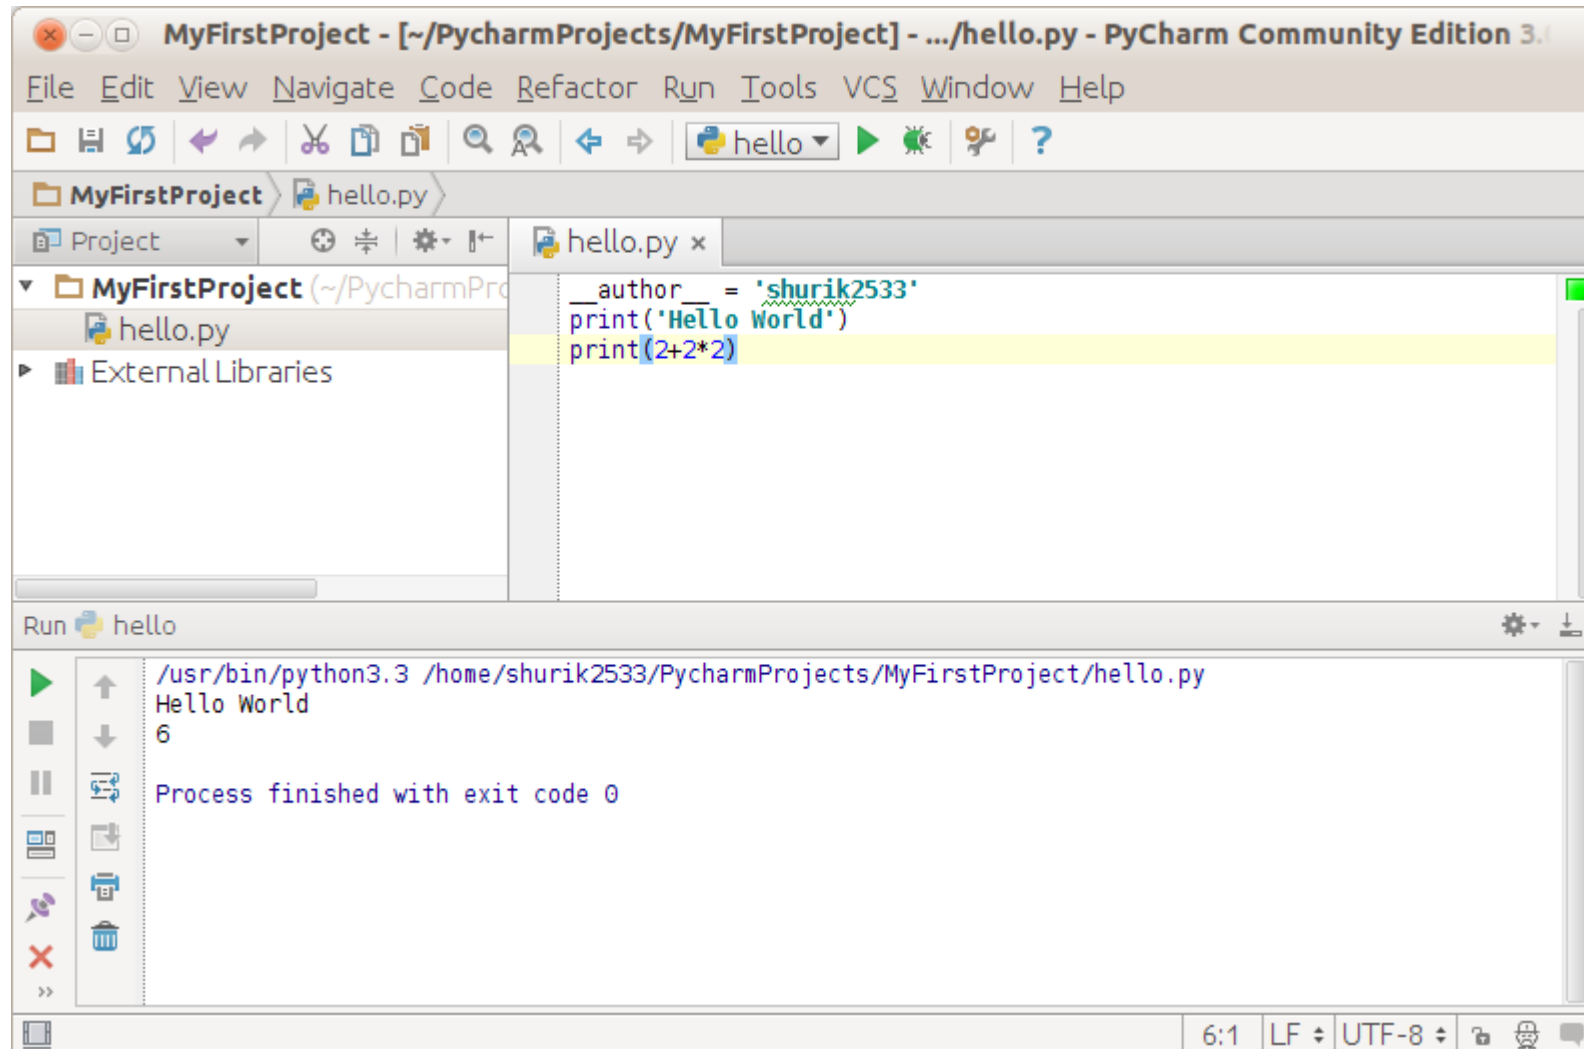 MyFirstProject - [~/PycharmProjects/MyFirstProject] - .../hello.py - PyCharm Community Edition 3.
File Edit View Navigate Code Refactor Run Tools VCS Window Help
hello
MyFirstProject hello.py
Project
hello.py
MyFirstProject (~/PycharmPro
hello.py
External Libraries
__author__ = 'shurik2533'
print('Hello World')
print(2+2*2)
Run hello
/usr/bin/python3.3 /home/shurik2533/PycharmProjects/MyFirstProject/hello.py
Hello World
6
Process finished with exit code 0
6:1 LF UTF-8